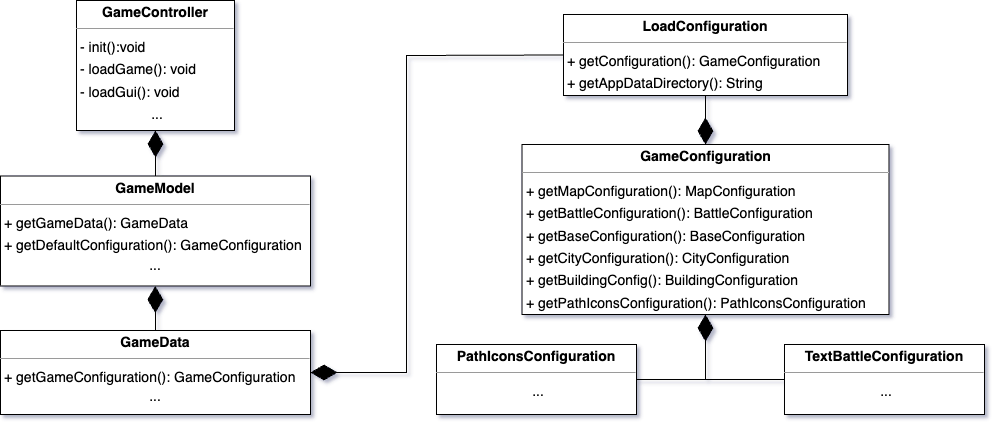 GameController
- init():void
- loadGame(): void
- loadGui(): void
...
GameModel
+ getGameData(): GameData
+ getDefaultConfiguration(): GameConfiguration
...
GameData
+ getGameConfiguration(): GameConfiguration
...
LoadConfiguration
+ getConfiguration(): GameConfiguration
+ getAppDataDirectory(): String
GameConfiguration
+ getMapConfiguration(): MapConfiguration
+ getBattleConfiguration(): BattleConfiguration
+ getBaseConfiguration(): BaseConfiguration
+ getCityConfiguration(): CityConfiguration
+ getBuildingConfig(): BuildingConfiguration
+ getPathIconsConfiguration(): PathIconsConfiguration
PathIconsConfiguration
...
TextBattleConfiguration
...